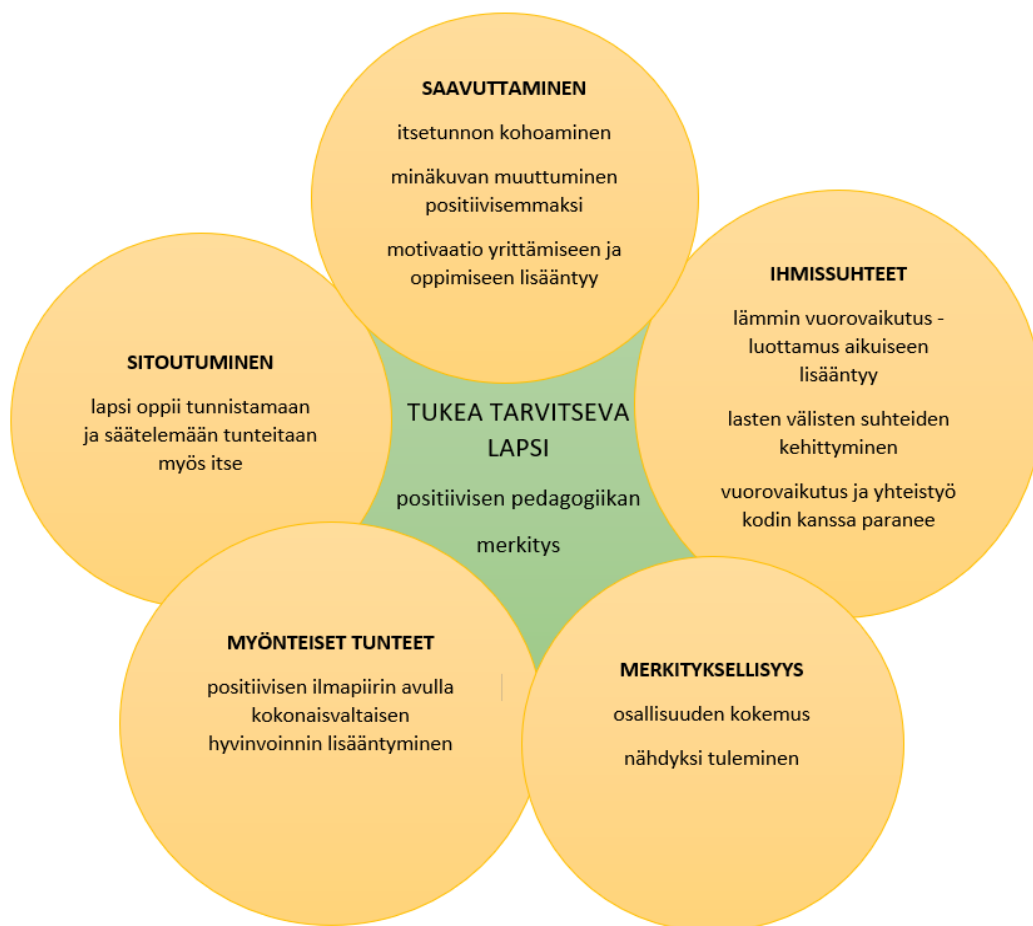 SAAVUTTAMINEN
itsetunnon kohoaminen
minäkuvan muuttuminen
positiivisemmaksi
motivaatio yrittämiseen ja
oppimiseen lisääntyy
IHMISSUHTEET
lämmin vuorovaikutus -
luottamus aikuiseen
lisääntyy
lasten välisten suhteiden
kehittyminen
vuorovaikutus ja yhteistyö
kodin kanssa paranee
SITOUTUMINEN
lapsi oppii tunnistamaan
ja säätelemään tunteitaan
myös itse
TUKEA TARVITSEVA
LAPSI
positiivisen pedagogiikan
merkitys
MYÖNTEISET TUNTEET
positiivisen ilmapiirin avulla
kokonaisvaltaisen
hyvinvoinnin lisääntyminen
MERKITYKSELLISYYS
osallisuuden kokemus
nähdyksi tuleminen